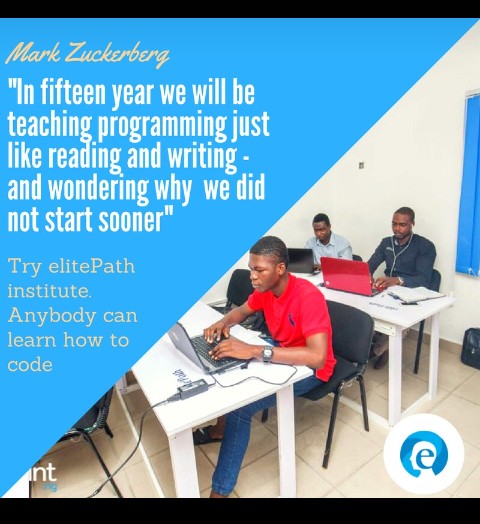 Mark Zuckerberg
"In fifteen year we will be
teaching programming just
like reading and writing -
and wondering why we did
not start sooner"
Try elitePath
institute.
Anybody can
learn how to
code
e